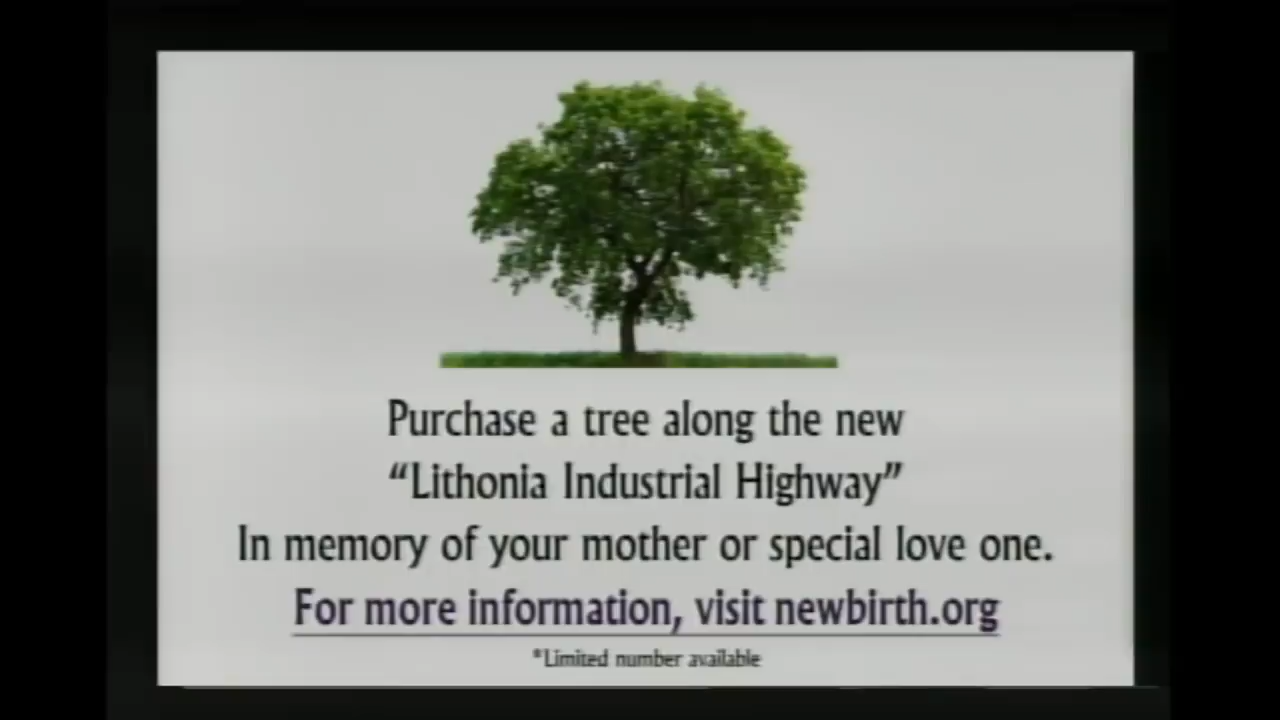 Purchase a tree along the new
“Lithonia Industrial Highway”
In memory of your mother or special love one.
For more information, visit newbirth.org
*Limited number available